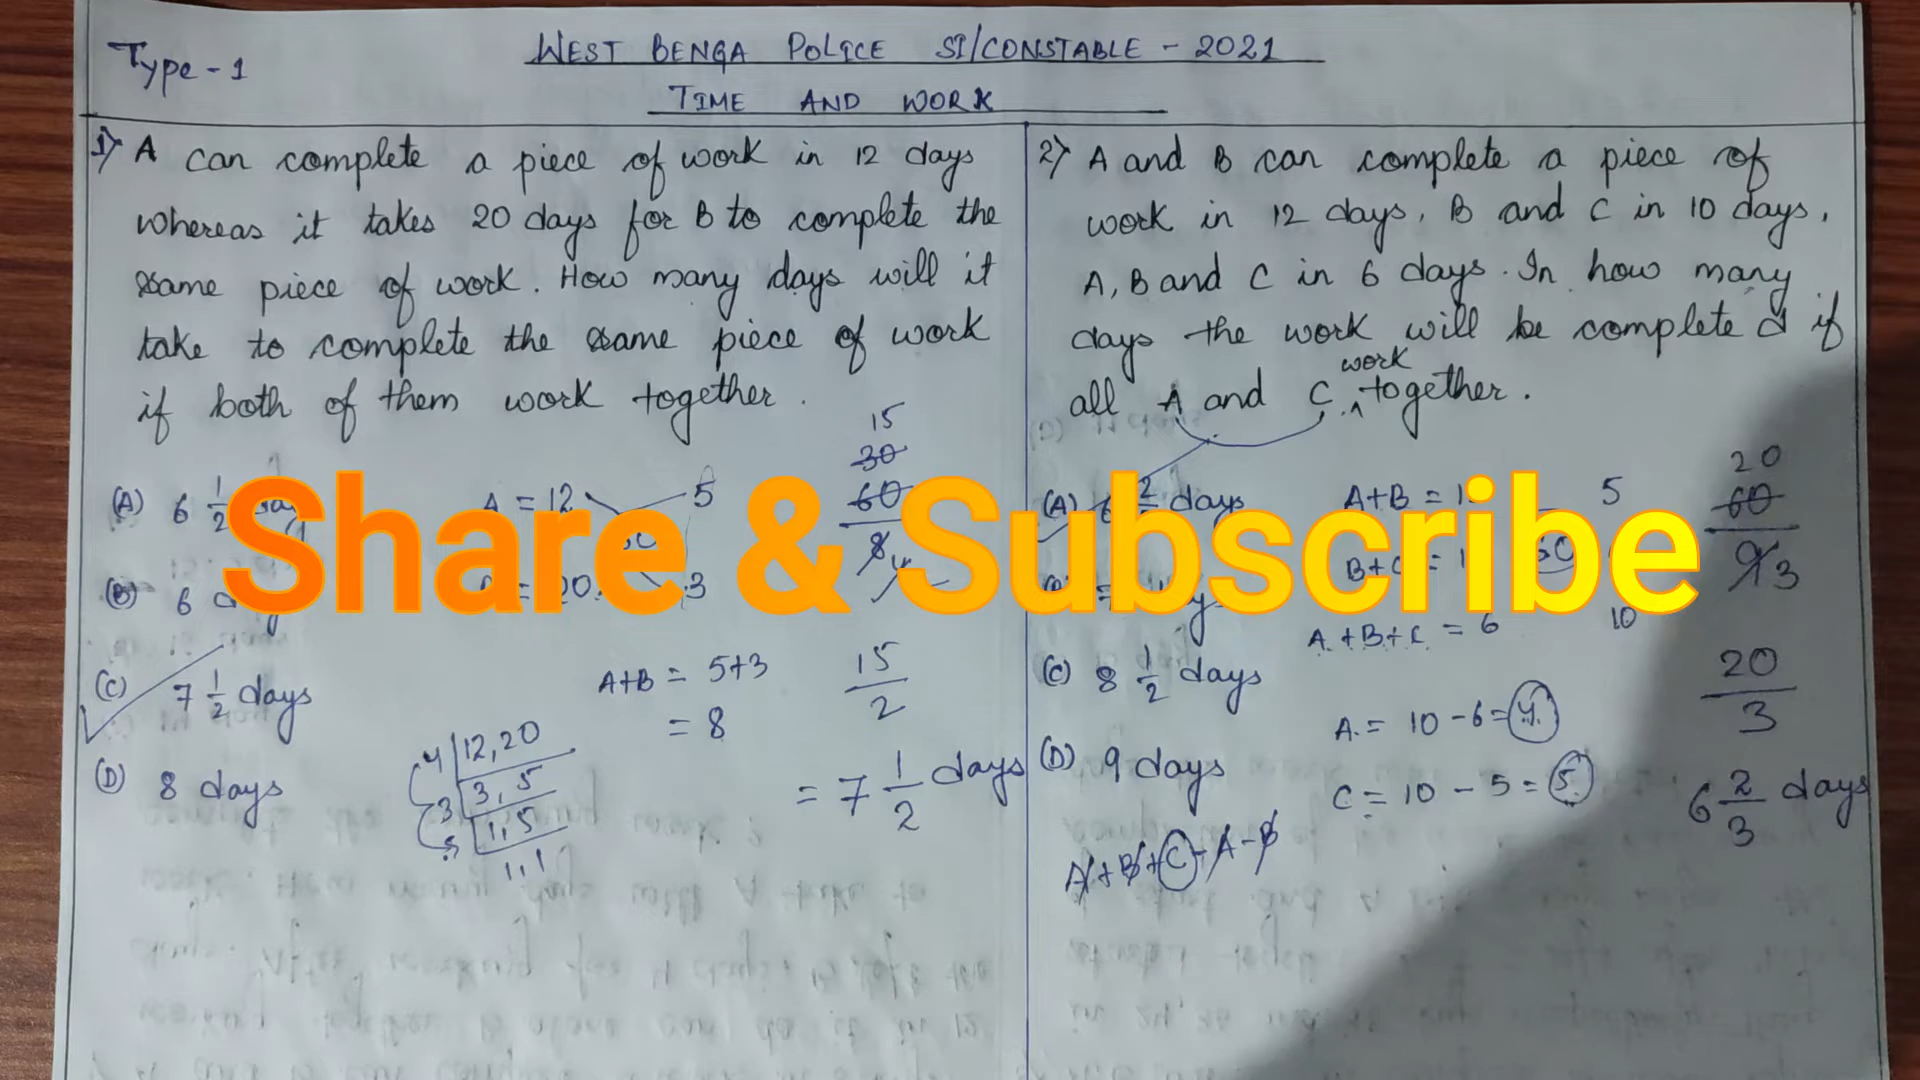 Type-1
WEST BENGA POLICE SI/CONSTABLE - 2021
TIME AND WORK
1) A can complete a piece of work in 12 days
whereas it takes 20 days for B to complete the
same piece of work. How many days will it
take to complete the same piece of work
if both of them work together.
(A) 6 1/2
(B) 6
(C) 7 1/2 days
(D) 8 days
A = 12 5
= 20 3
A+B = 5+3
= 8
4 | 12, 20
3 | 3, 5
5 | 1, 5
1, 1
15
30
60
8
15/2
= 7 1/2 days
2) A and B can complete a piece of
work in 12 days, B and C in 10 days,
A, B and C in 6 days. In how many
days the work will be completed if
all A and C work together.
(A) days
(C) 8 1/2 days
(D) 9 days
A+B = 5
A+B+C = 6 10
A = 10 - 6 = 4
C = 10 - 5 = 5
A+B+C-A-B
20
60
9 3
20/3
6 2/3 days
Share & Subscribe